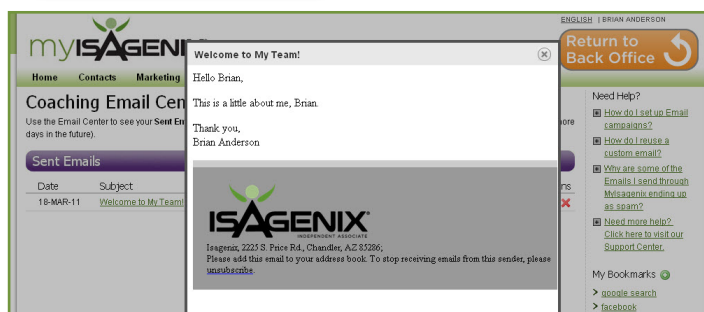 ENGLISH | BRIAN ANDERSON
myISAGENI
Return to
Back Office
Home Contacts Marketing
Welcome to My Team!
Hello Brian,
This is a little about me, Brian.
Thank you,
Brian Anderson
ISAGENIX
INDEPENDENT ASSOCIATE
Isagenix, 2225 S. Price Rd., Chandler, AZ 85286;
Please add this email to your address book. To stop receiving emails from this sender, please
unsubscribe.
Coaching Email Cen
Use the Email Center to see your Sent Em
ore
days in the future).
Sent Emails
Date Subject
ns
18-MAR-11 Welcome to My Team!
Need Help?
How do I set up Email
campaigns?
How do I reuse a
custom email?
Why are some of the
Emails I send through
MyIsagenix ending up
as spam?
Need more help?
Click here to visit our
Support Center.
My Bookmarks
google search
facebook